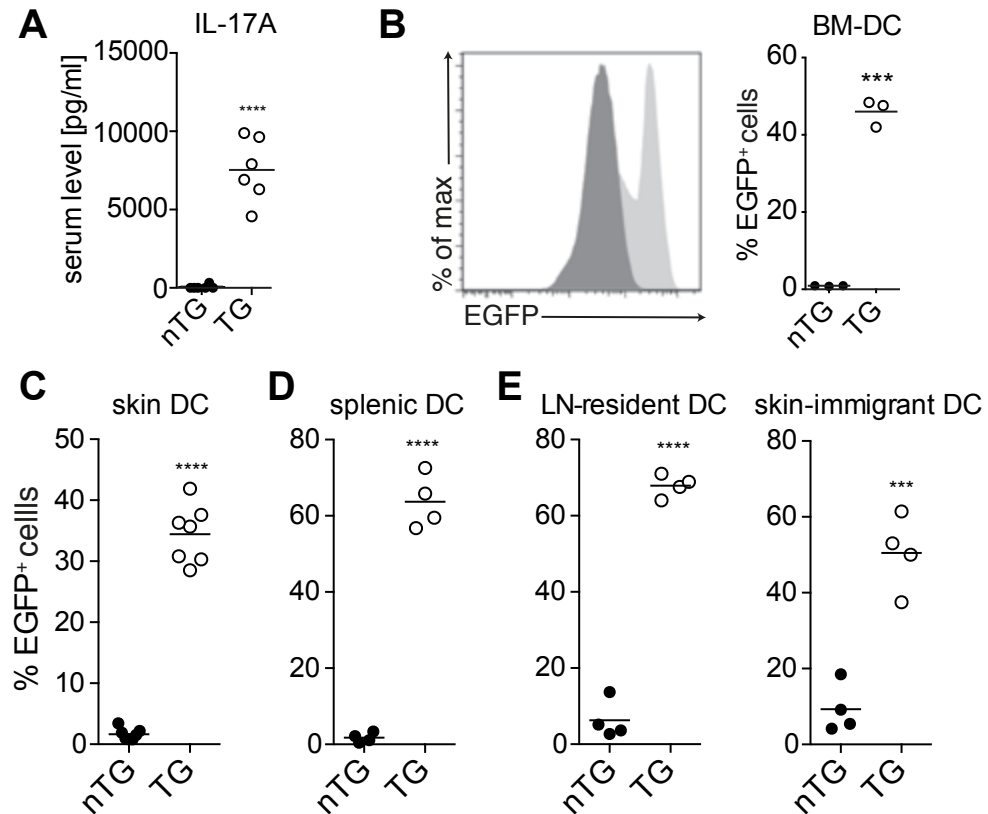 A
IL-17A
serum level [pg/ml]
15000
10000
5000
0
****
nTG
TG
B
% of max
EGFP
BM-DC
% EGFP+ cells
60
40
20
0
***
nTG
TG
C
skin DC
% EGFP+ cellls
50
40
30
20
10
0
****
nTG
TG
D
splenic DC
80
60
40
20
0
****
nTG
TG
E
LN-resident DC
80
60
40
20
0
****
nTG
TG
skin-immigrant DC
80
60
40
20
0
***
nTG
TG